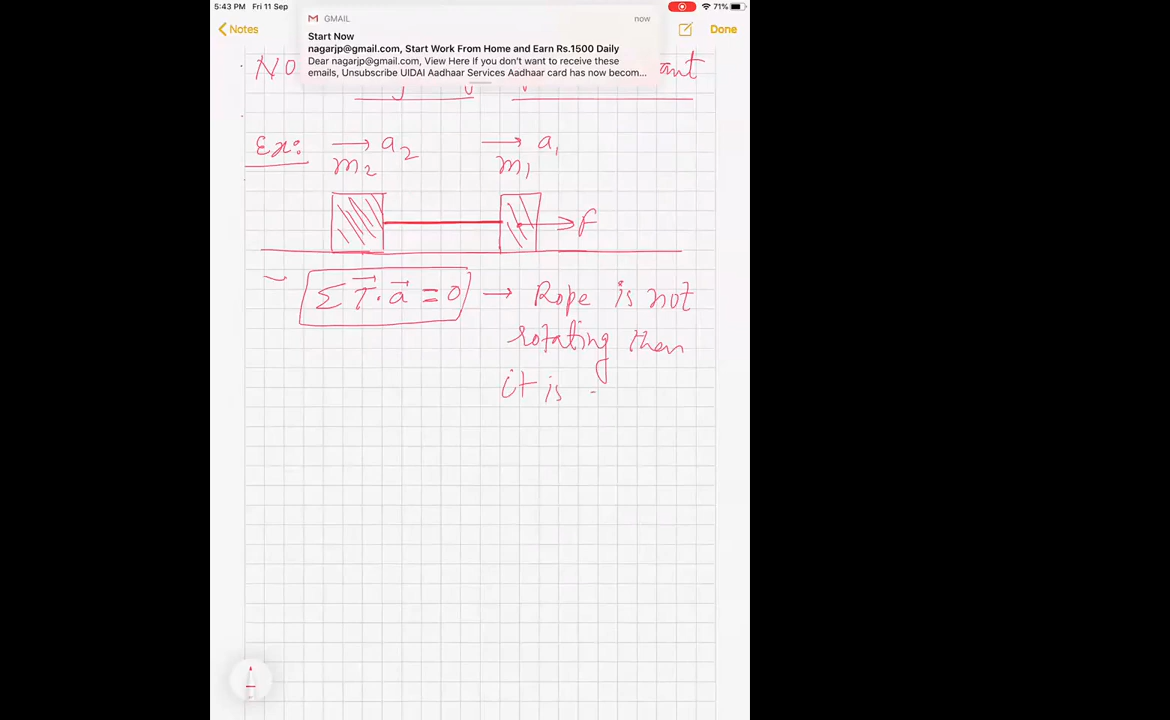 5:43 PM Fri 11 Sep
71%
GMAIL
now
Notes
Done
Start Now
nagarjp@gmail.com, Start Work From Home and Earn Rs.1500 Daily
Dear nagarjp@gmail.com, View Here If you don't want to receive these
emails, Unsubscribe UIDAI Aadhaar Services Aadhaar card has now becom...
Ex: → a₂ → a₁
m₂ m₁
F
Σ T⃗ · a⃗ = 0 → Rope is not
rotating then
it is